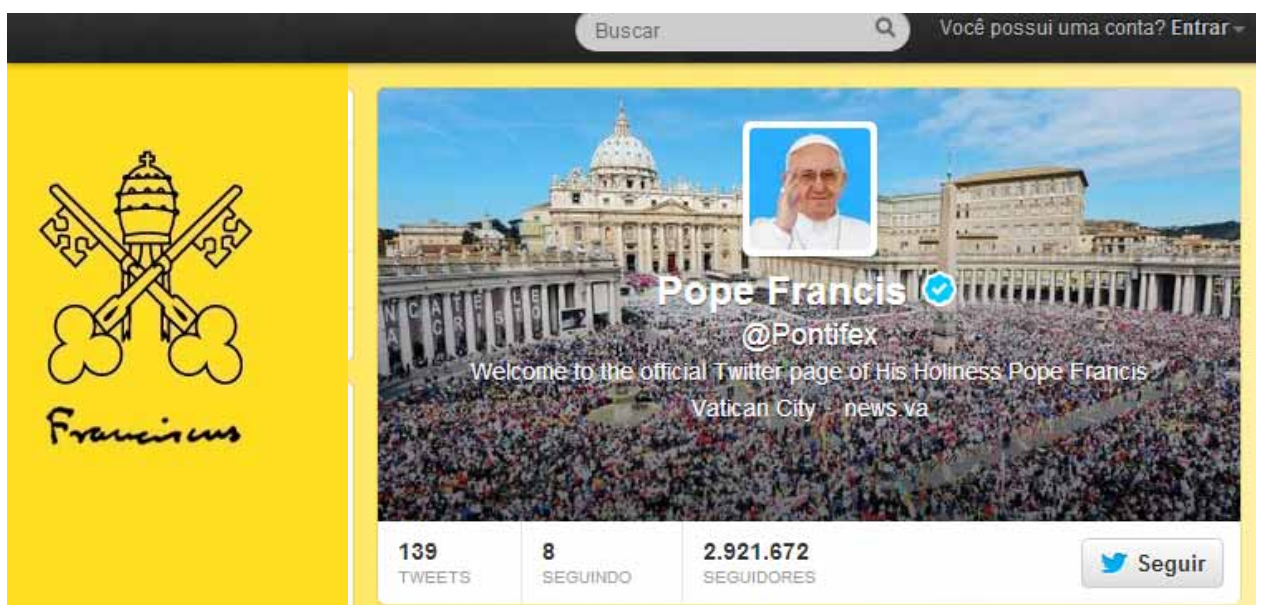 Buscar
Você possui uma conta? Entrar
Franciscus
Pope Francis
@Pontifex
Welcome to the official Twitter page of His Holiness Pope Francis
Vatican City · news.va
139
TWEETS
8
SEGUINDO
2.921.672
SEGUIDORES
Seguir